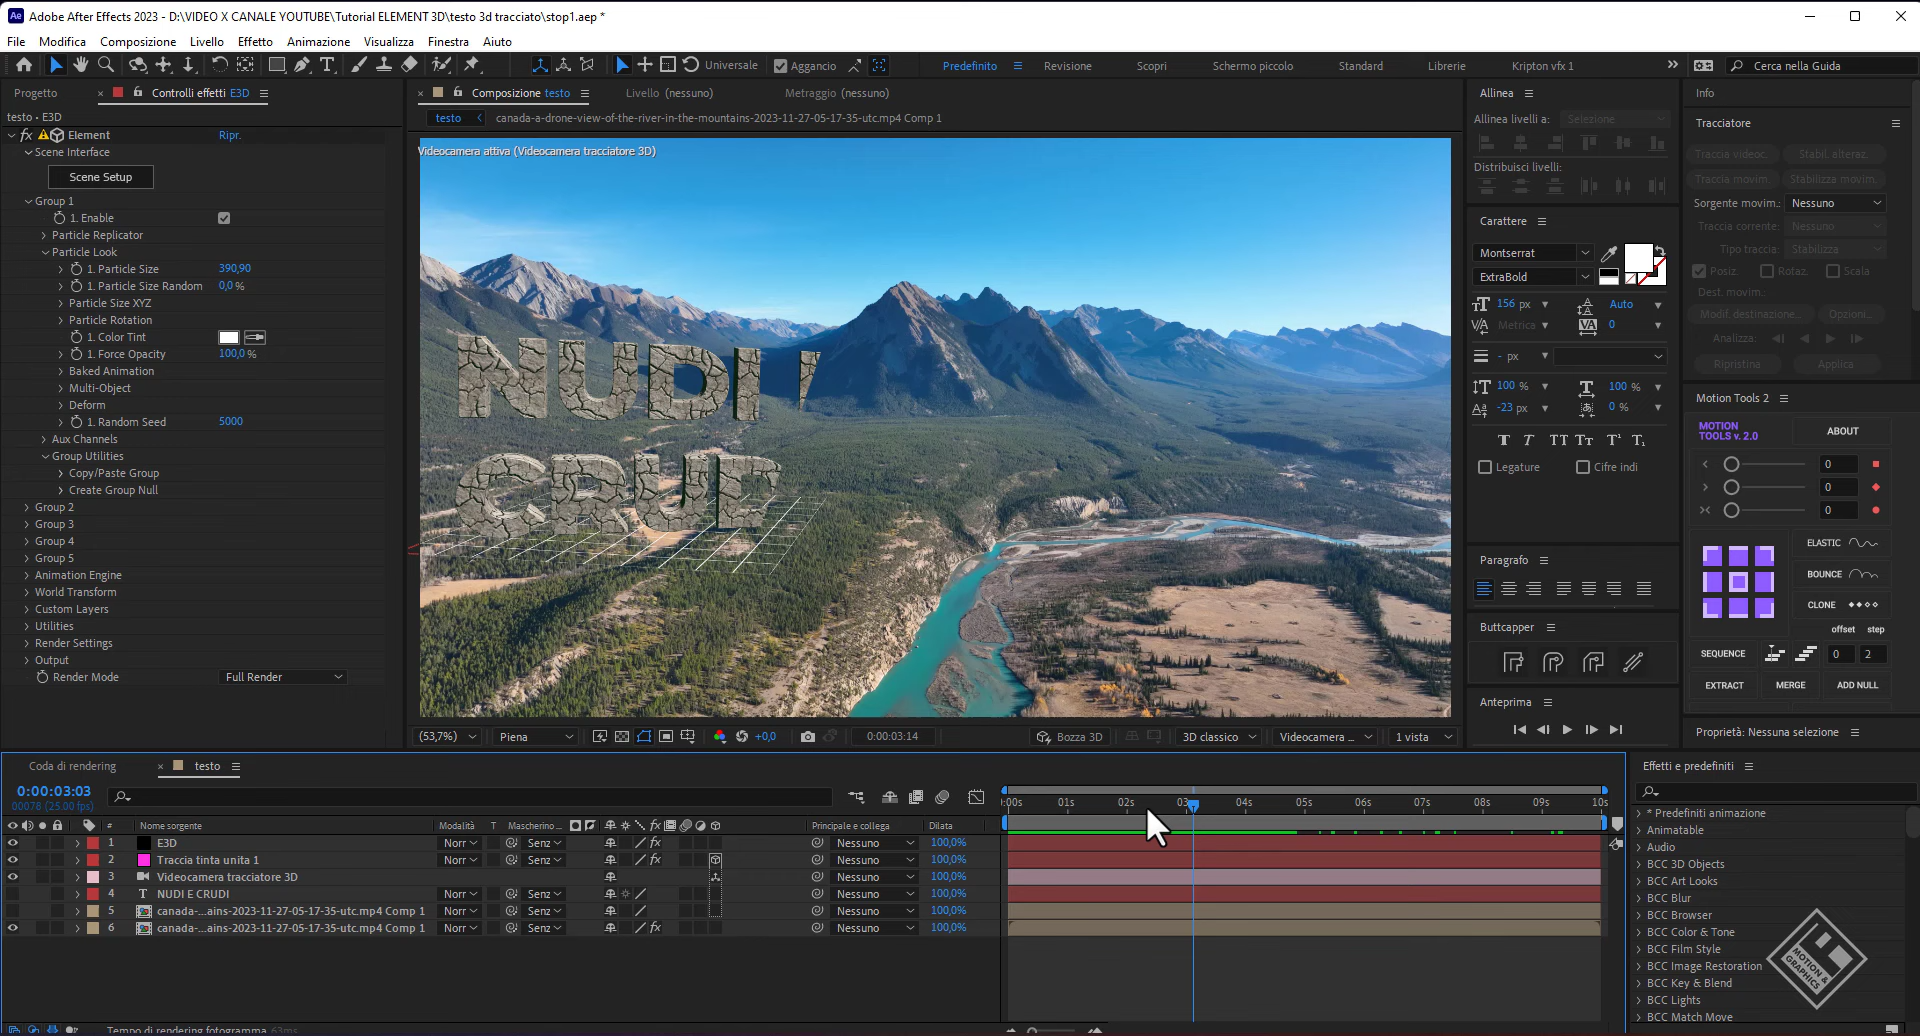 Adobe After Effects 2023 - D:\VIDEO X CANALE YOUTUBE\Tutorial ELEMENT 3D\testo 3d tracciato\stop1.aep *
File Modifica Composizione Livello Effetto Animazione Visualizza Finestra Aiuto
Universale Aggancio Predefinito Revisione Scopri Schermo piccolo Standard Librerie Kripton vfx 1 Cerca nella Guida
Progetto Controlli effetti E3D
testo • E3D
fx Element Ripr.
Scene Interface
Scene Setup
Group 1
1. Enable
Particle Replicator
Particle Look
1. Particle Size 390,90
1. Particle Size Random 0,0 %
Particle Size XYZ
Particle Rotation
1. Color Tint
1. Force Opacity 100,0 %
Baked Animation
Multi-Object
Deform
1. Random Seed 5000
Aux Channels
Group Utilities
Copy/Paste Group
Create Group Null
Group 2
Group 3
Group 4
Group 5
Animation Engine
World Transform
Custom Layers
Utilities
Render Settings
Output
Render Mode Full Render
Composizione testo Livello (nessuno) Metraggio (nessuno)
testo canada-a-drone-view-of-the-river-in-the-mountains-2023-11-27-05-17-35-utc.mp4 Comp 1
Videocamera attiva (Videocamera tracciatore 3D)
NUDI
CRUD
(53,7%) Piena +0,0 0:00:03:14 Bozza 3D 3D classico Videocamera ... 1 vista
Allinea
Allinea livelli a: Selezione
Distribuisci livelli:
Carattere
Montserrat
ExtraBold
156 px Auto
Metrica 0
- px
100 % 100 %
-23 px 0 %
Legature Cifre indi
Paragrafo
Buttcapper
Anteprima
Info
Tracciatore
Traccia videoc. Stabil. alteraz.
Traccia movim. Stabilizza movim.
Sorgente movim.: Nessuno
Traccia corrente: Nessuno
Tipo traccia: Stabilizza
Posiz. Rotaz. Scala
Dest. movim.:
Modif. destinazione... Opzioni...
Analizza:
Ripristina Applica
Motion Tools 2
MOTION
TOOLS v. 2.0 ABOUT
0
0
0
ELASTIC
BOUNCE
CLONE
offset step
SEQUENCE 0 2
EXTRACT MERGE ADD NULL
Proprietà: Nessuna selezione
Coda di rendering testo
0:00:03:03
00078 (25.00 fps)
:00s 01s 02s 03 04s 05s 06s 07s 08s 09s 10s
# Nome sorgente Modalità T Mascherino ... Principale e collega Dilata
1 E3D Norr Senz Nessuno 100,0%
2 Traccia tinta unita 1 Norr Senz Nessuno 100,0%
3 Videocamera tracciatore 3D Nessuno 100,0%
4 T NUDI E CRUDI Norr Senz Nessuno 100,0%
5 canada-...ains-2023-11-27-05-17-35-utc.mp4 Comp 1 Norr Senz Nessuno 100,0%
6 canada-...ains-2023-11-27-05-17-35-utc.mp4 Comp 1 Norr Senz Nessuno 100,0%
Tempo di rendering fotogramma 63ms
Effetti e predefiniti
* Predefiniti animazione
Animatable
Audio
BCC 3D Objects
BCC Art Looks
BCC Blur
BCC Browser
BCC Color & Tone
BCC Film Style
BCC Image Restoration
BCC Key & Blend
BCC Lights
BCC Match Move
MOTION &
GRAPHICS